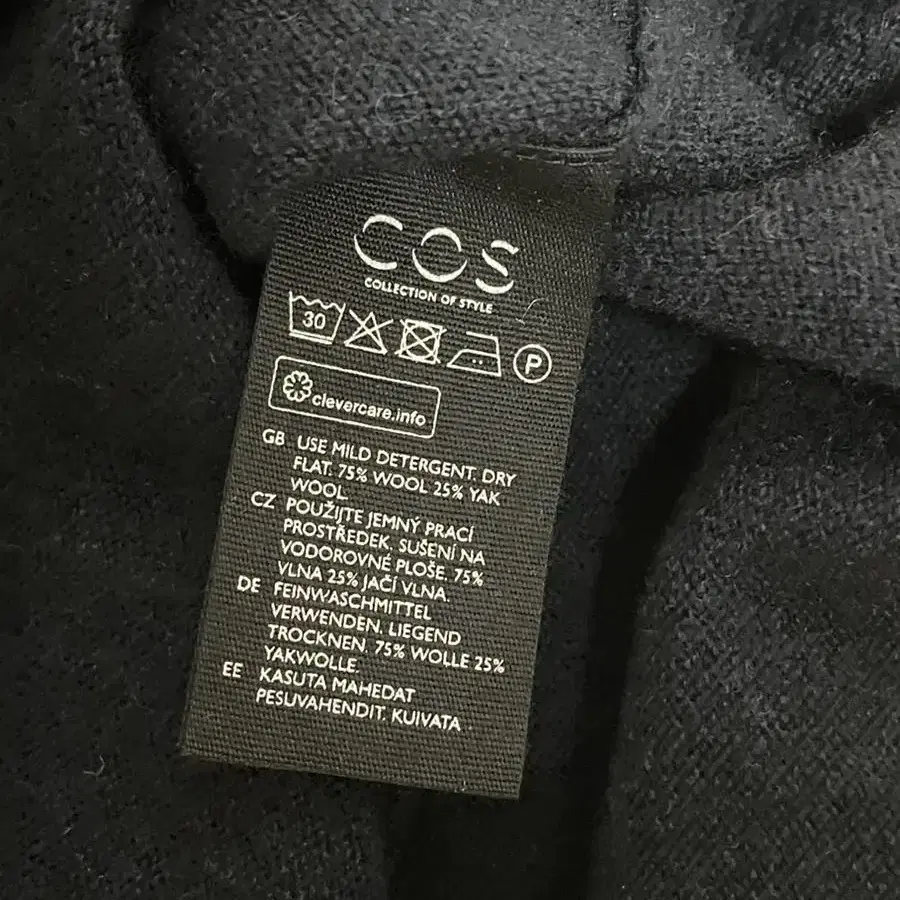 COS
COLLECTION OF STYLE
30
P
clevercare.info
GB USE MILD DETERGENT. DRY
FLAT. 75% WOOL 25% YAK
WOOL.
CZ POUŽIJTE JEMNÝ PRACÍ
PROSTŘEDEK. SUŠENÍ NA
VODOROVNÉ PLOŠE. 75%
VLNA 25% JAČÍ VLNA.
DE FEINWASCHMITTEL
VERWENDEN. LIEGEND
TROCKNEN. 75% WOLLE 25%
YAKWOLLE
EE KASUTA MAHEDAT
PESUVAHENDIT. KUIVATA